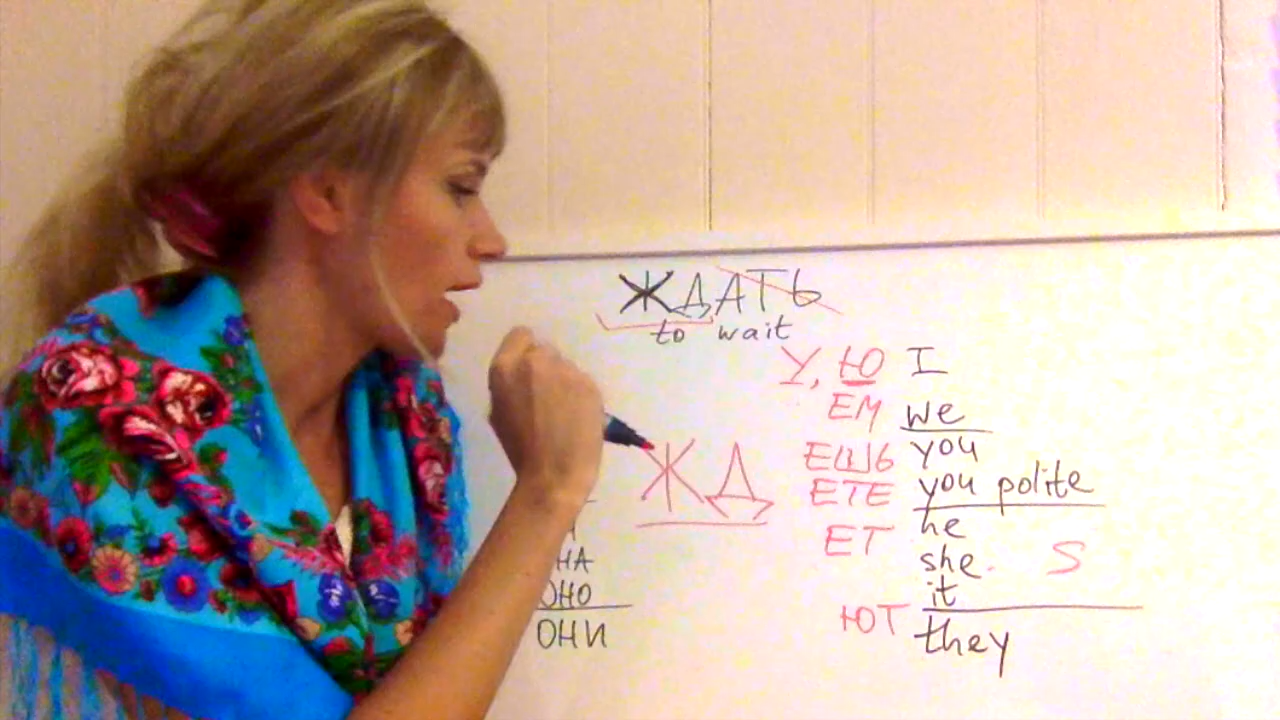 ЖДАТЬ
to wait
У, Ю I
ЕМ we
ЖД
ЕШЬ you
ЕТЕ you polite
ЕТ he
she S
it
ОНО
ЮТ they
ОНИ